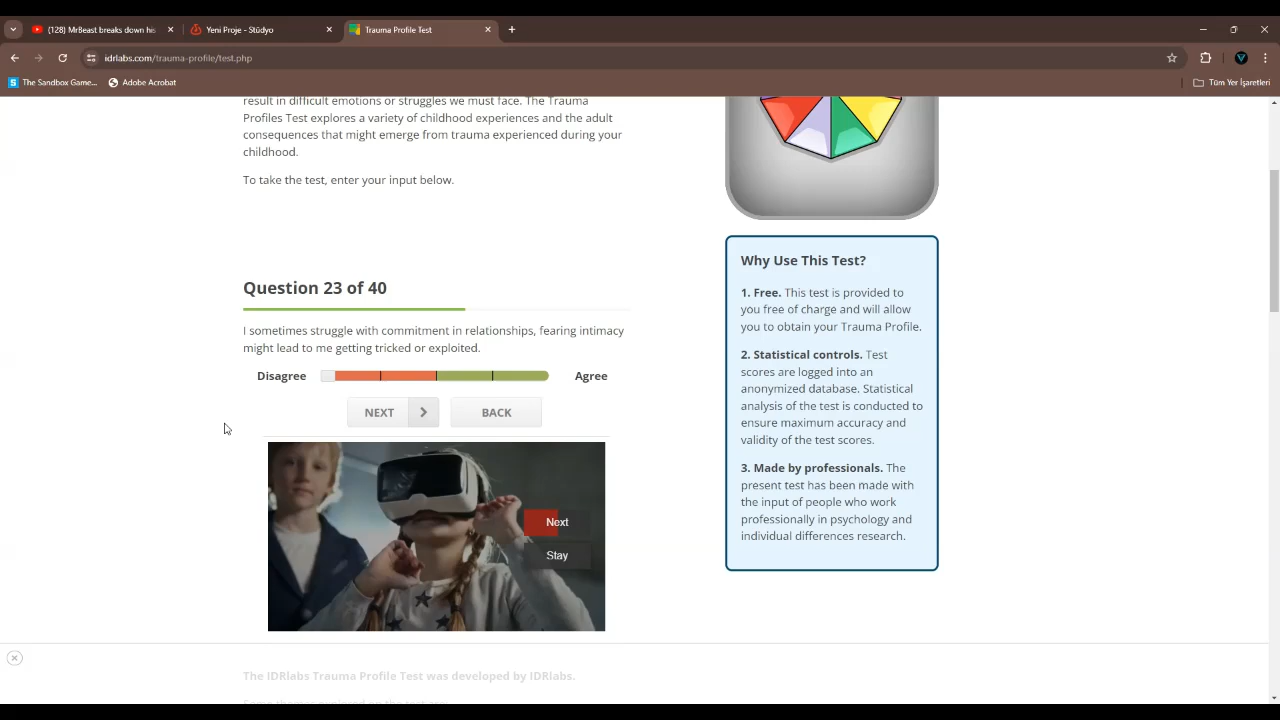 (128) MrBeast breaks down his
Yeni Proje - Stüdyo
Trauma Profile Test
idrlabs.com/trauma-profile/test.php
The Sandbox Game...
Adobe Acrobat
Tüm Yer İşaretleri
result in difficult emotions or struggles we must face. The Trauma
Profiles Test explores a variety of childhood experiences and the adult
consequences that might emerge from trauma experienced during your
childhood.
To take the test, enter your input below.
Question 23 of 40
I sometimes struggle with commitment in relationships, fearing intimacy
might lead to me getting tricked or exploited.
Disagree
Agree
NEXT
BACK
Next
Stay
Why Use This Test?
1. Free. This test is provided to
you free of charge and will allow
you to obtain your Trauma Profile.
2. Statistical controls. Test
scores are logged into an
anonymized database. Statistical
analysis of the test is conducted to
ensure maximum accuracy and
validity of the test scores.
3. Made by professionals. The
present test has been made with
the input of people who work
professionally in psychology and
individual differences research.
The IDRlabs Trauma Profile Test was developed by IDRlabs.